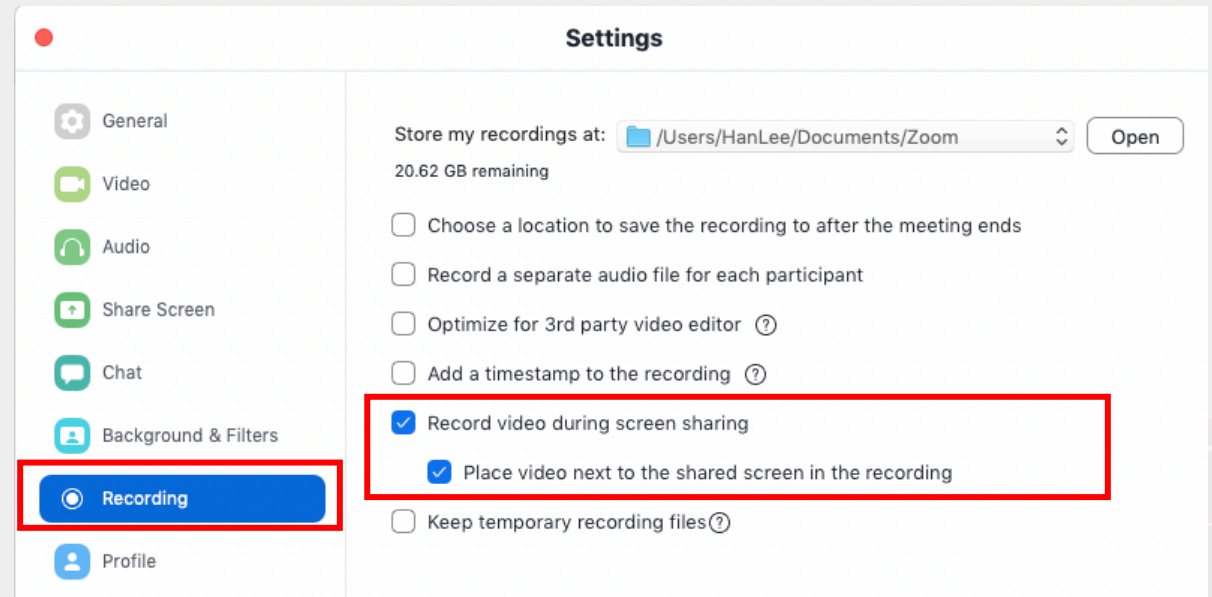 Settings
General
Video
Audio
Share Screen
Chat
Background & Filters
Recording
Profile
Store my recordings at:
/Users/HanLee/Documents/Zoom
Open
20.62 GB remaining
Choose a location to save the recording to after the meeting ends
Record a separate audio file for each participant
Optimize for 3rd party video editor ?
Add a timestamp to the recording ?
Record video during screen sharing
Place video next to the shared screen in the recording
Keep temporary recording files ?